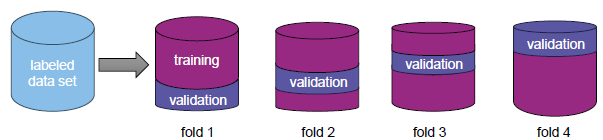 labeled
data set
training
validation
validation
validation
validation
fold 1
fold 2
fold 3
fold 4